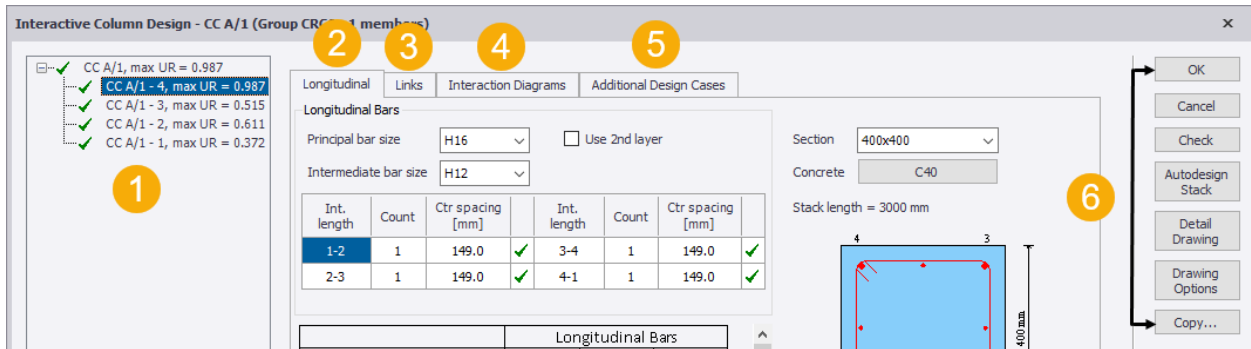 Interactive Column Design - CC A/1 (Group CRC 1 members)
×
1
2
3
4
5
6
CC A/1, max UR = 0.987
CC A/1 - 4, max UR = 0.987
CC A/1 - 3, max UR = 0.515
CC A/1 - 2, max UR = 0.611
CC A/1 - 1, max UR = 0.372
Longitudinal Links Interaction Diagrams Additional Design Cases
Longitudinal Bars
Principal bar size H16 Use 2nd layer
Intermediate bar size H12
Int. length Count Ctr spacing [mm] Int. length Count Ctr spacing [mm]
1-2 1 149.0 3-4 1 149.0
2-3 1 149.0 4-1 1 149.0
Longitudinal Bars
Section 400x400
Concrete C40
Stack length = 3000 mm
4 3
400 mm
OK
Cancel
Check
Autodesign
Stack
Detail
Drawing
Drawing
Options
Copy...